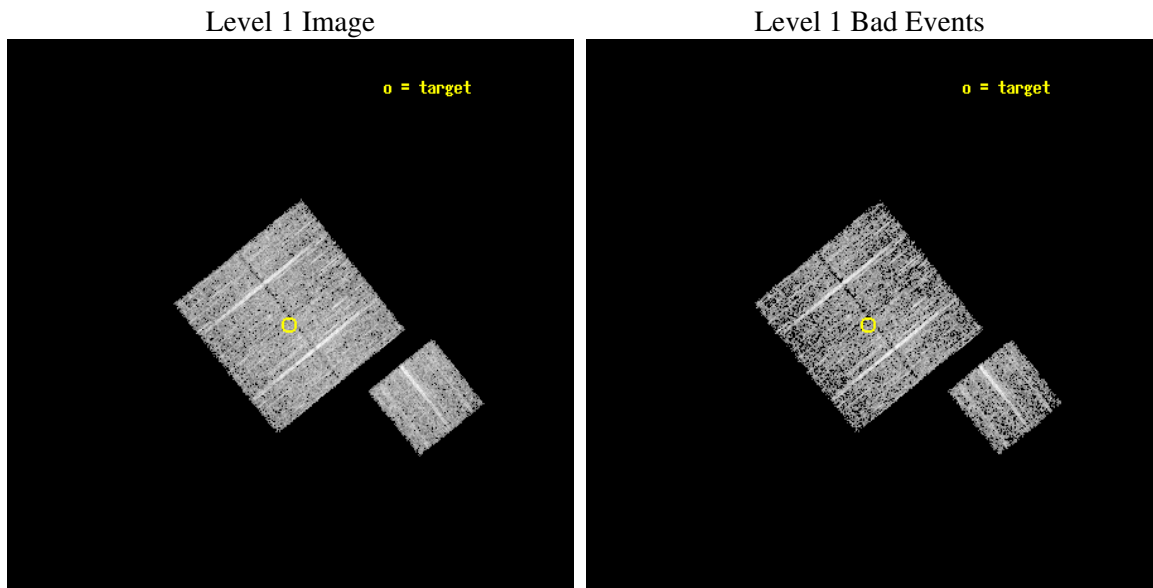 Level 1 Image
Level 1 Bad Events
o = target
o = target